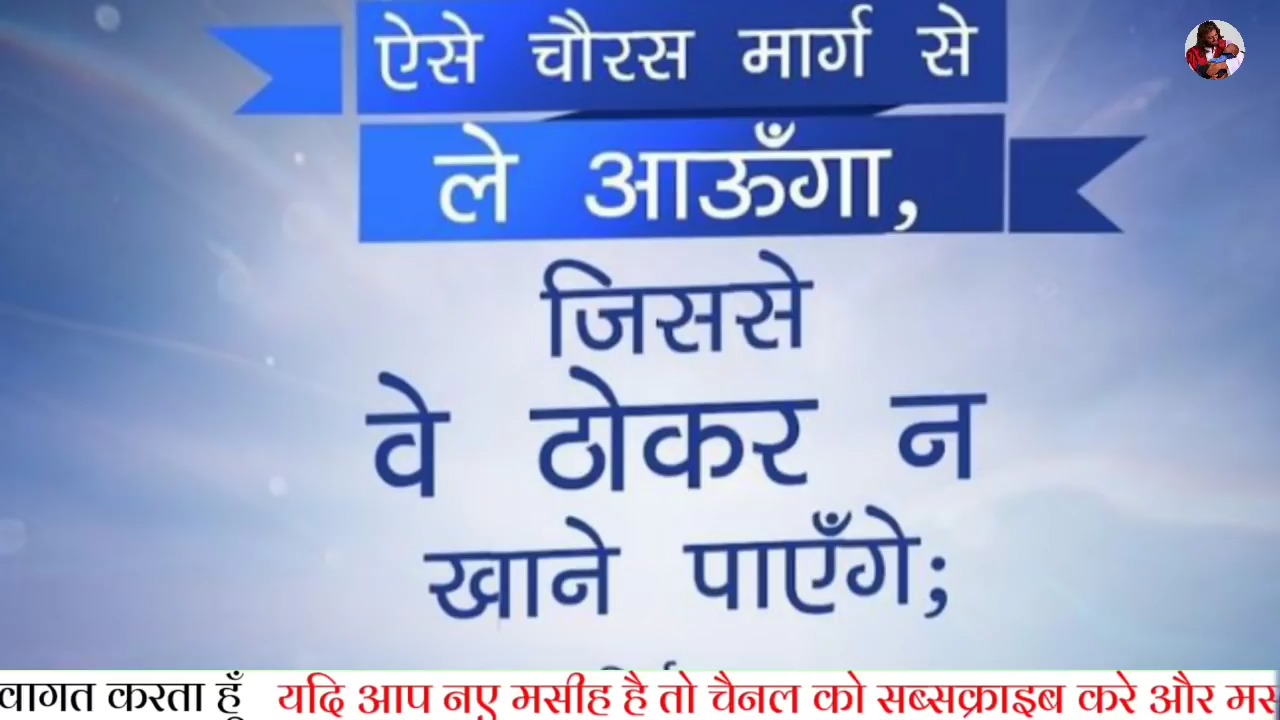 ऐसे चौरस मार्ग से
ले आऊँगा,
जिससे
वे ठोकर न
खाने पाएँगे;
वागत करता हूँ यदि आप नए मसीह है तो चैनल को सब्सक्राइब करे और मस